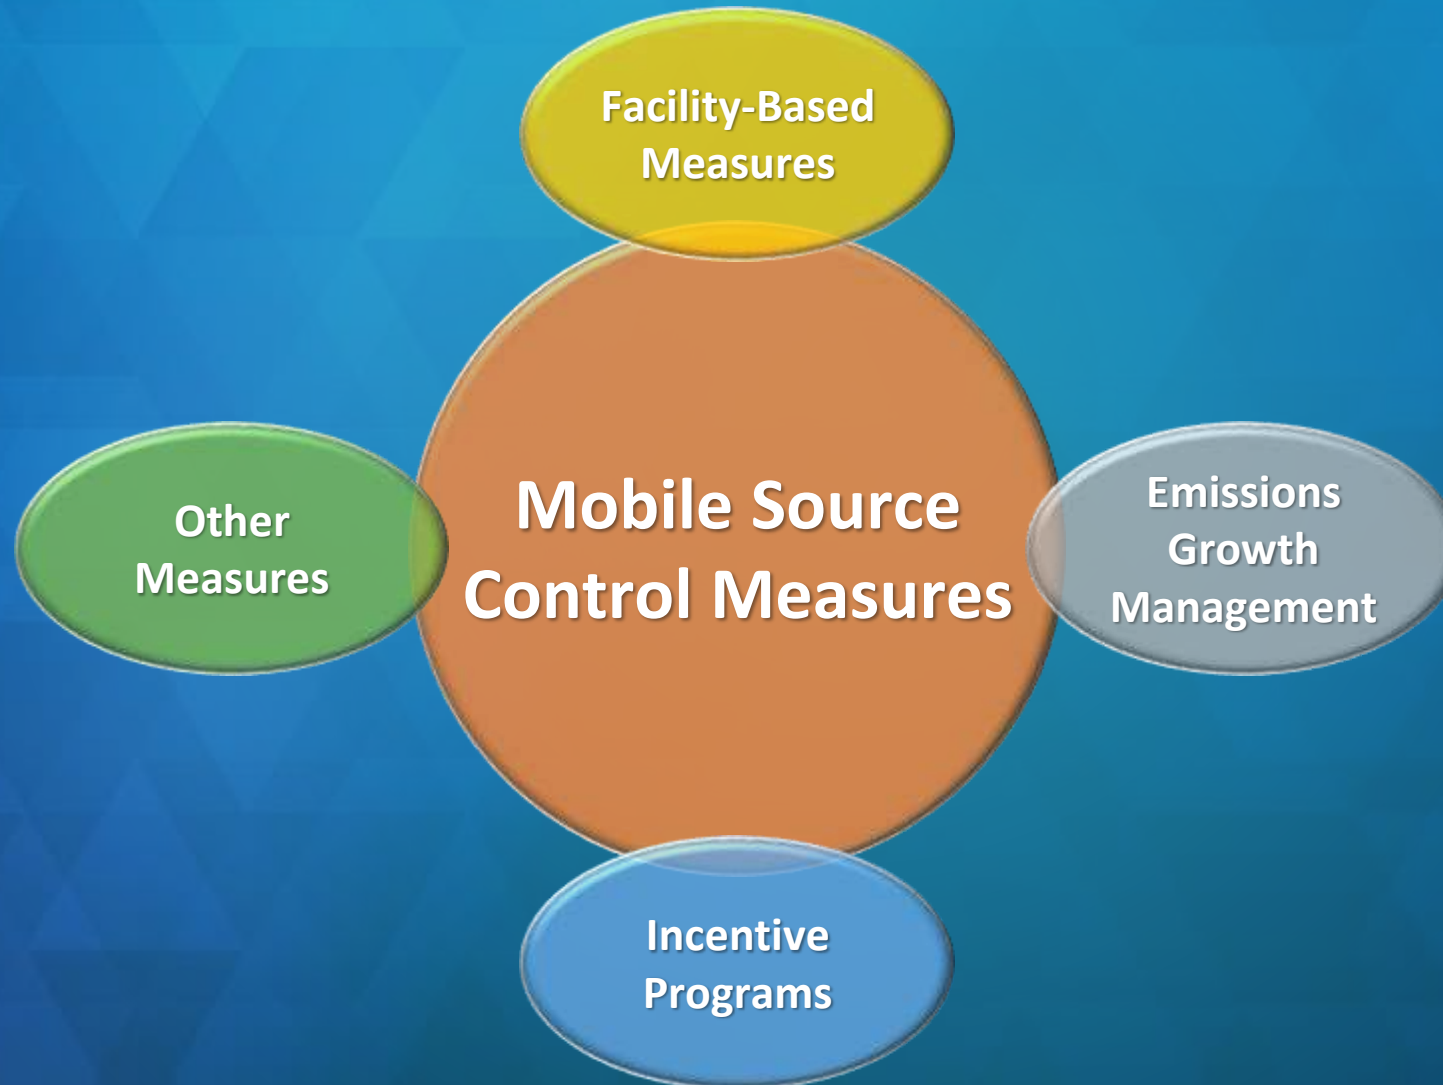 Facility-Based
Measures
Other
Measures
Mobile Source
Control Measures
Emissions
Growth
Management
Incentive
Programs